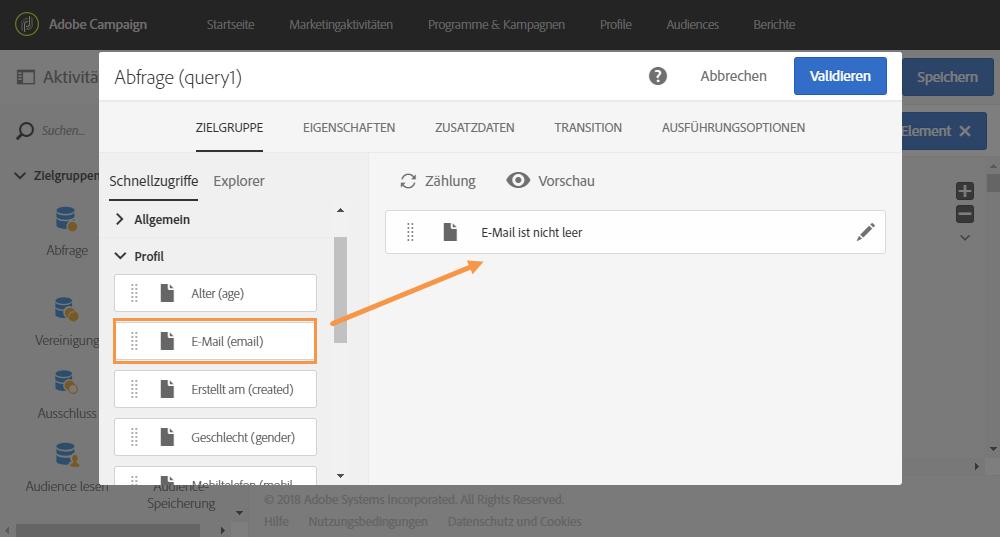 Adobe Campaign
Startseite
Marketingaktivitäten
Programme & Kampagnen
Profile
Audiences
Berichte
Aktivitä
Speichern
Suchen...
Element
Zielgruppen
Abfrage
Vereinigung
Ausschluss
Audience lesen
Audience-
Speicherung
Abfrage (query1)
Abbrechen
Validieren
ZIELGRUPPE
EIGENSCHAFTEN
ZUSATZDATEN
TRANSITION
AUSFÜHRUNGSOPTIONEN
Schnellzugriffe
Explorer
Allgemein
Profil
Alter (age)
E-Mail (email)
Erstellt am (created)
Geschlecht (gender)
Mobiltelefon (mobil
Zählung
Vorschau
E-Mail ist nicht leer
© 2018 Adobe Systems Incorporated. All Rights Reserved.
Hilfe
Nutzungsbedingungen
Datenschutz und Cookies